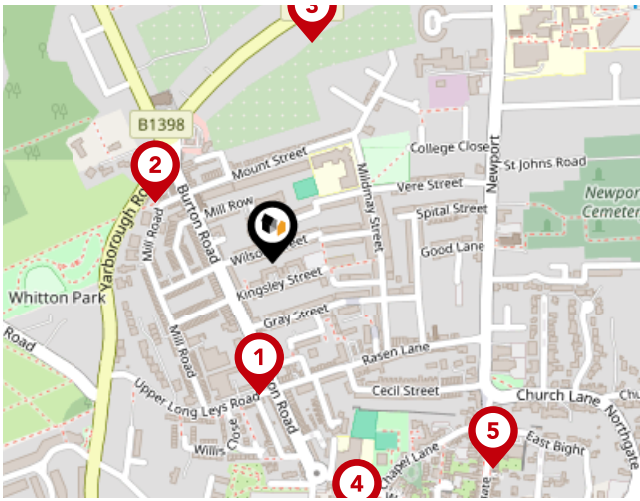 3
B1398
2
College Close
Mount Street
St Johns Road
Newport
Mildmay Street
Vere Street
Burton Road
Mill Row
Yarborough
Newport
Cemetery
Spital Street
Mill Road
Good Lane
Kingsley Street
Whitton Park
Gray Street
Road
Mill Road
1
Rasen Lane
Upper Long Leys Road
Cecil Street
Church Lane
Road
Northgate
5
East Bight
Willis
Close
Chapel Lane
4